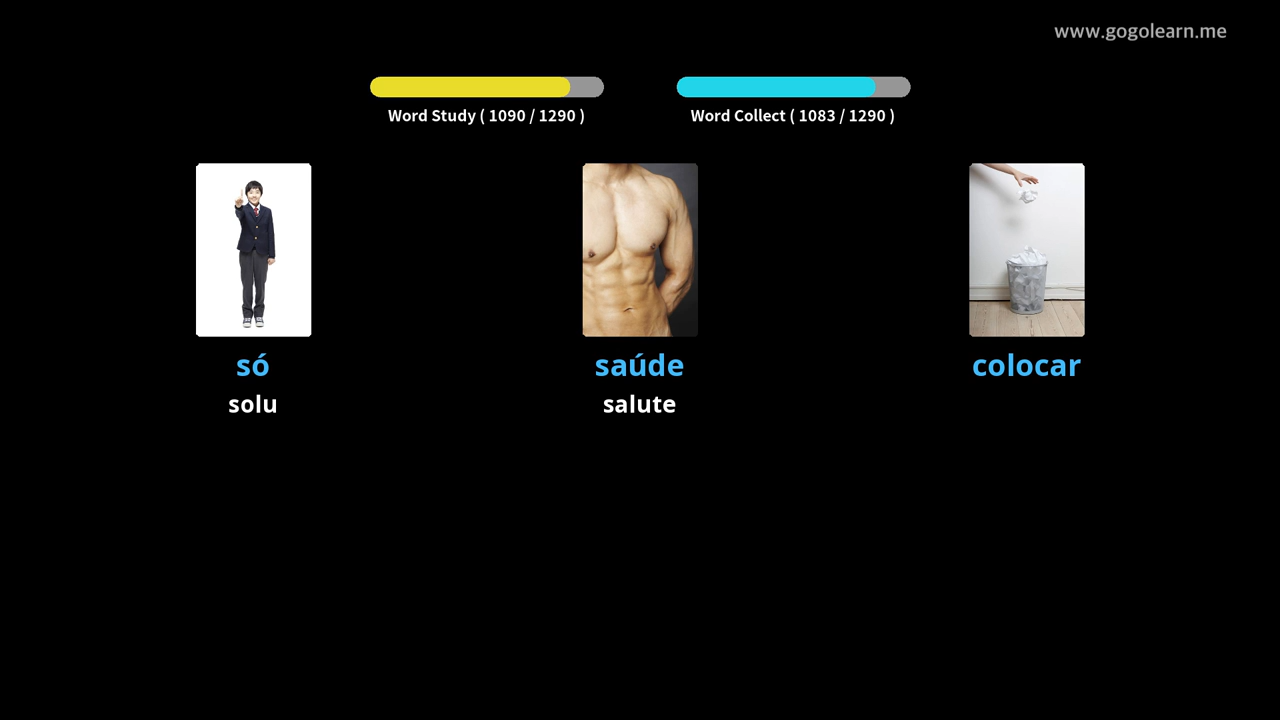 www.gogolearn.me
Word Study ( 1090 / 1290 )
Word Collect ( 1083 / 1290 )
só
saúde
colocar
solu
salute